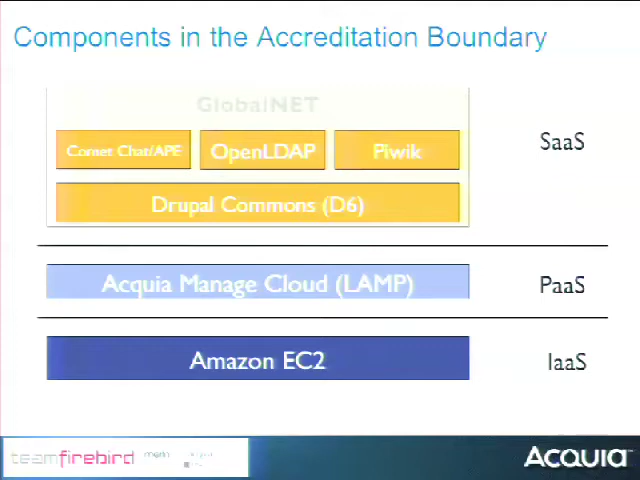 Components in the Accreditation Boundary
GlobalNET
SaaS
Comet Chat/APE
OpenLDAP
Piwik
Drupal Commons (D6)
Acquia Manage Cloud (LAMP)
PaaS
Amazon EC2
IaaS
teamfirebird
ACQUIA